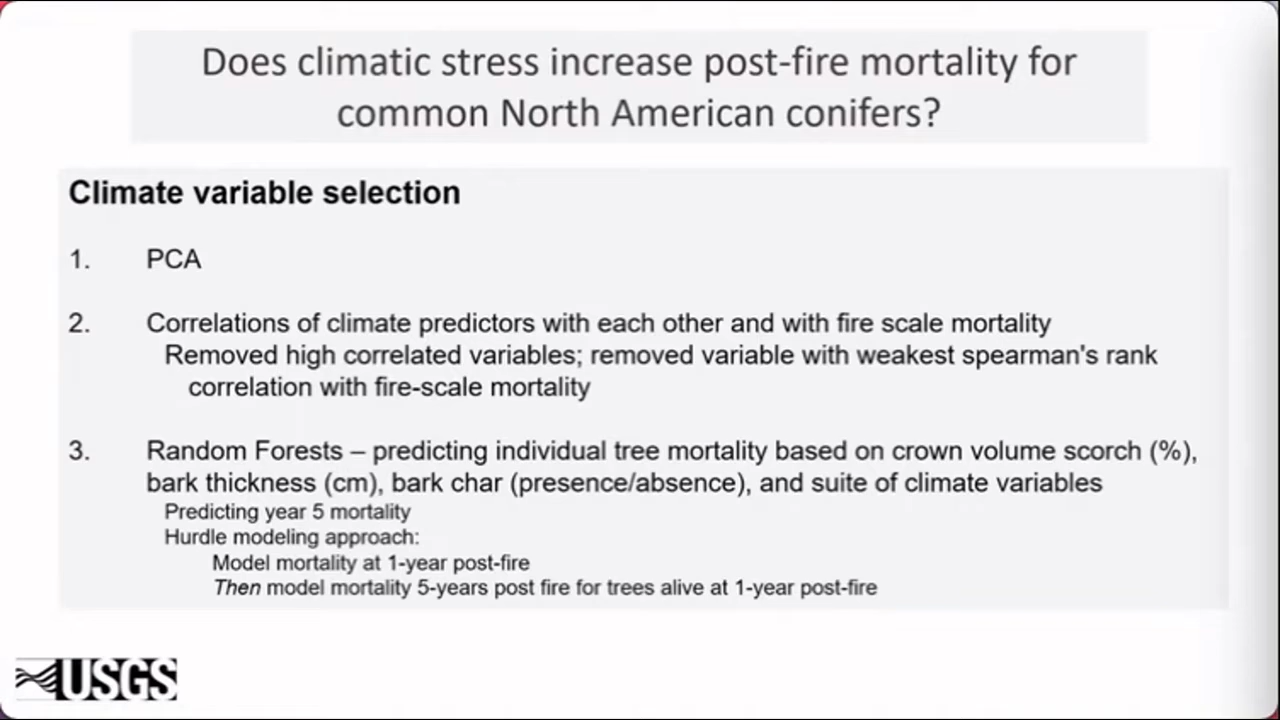 Does climatic stress increase post-fire mortality for
common North American conifers?
Climate variable selection
1. PCA
2. Correlations of climate predictors with each other and with fire scale mortality
Removed high correlated variables; removed variable with weakest spearman's rank
correlation with fire-scale mortality
3. Random Forests – predicting individual tree mortality based on crown volume scorch (%),
bark thickness (cm), bark char (presence/absence), and suite of climate variables
Predicting year 5 mortality
Hurdle modeling approach:
Model mortality at 1-year post-fire
Then model mortality 5-years post fire for trees alive at 1-year post-fire
USGS